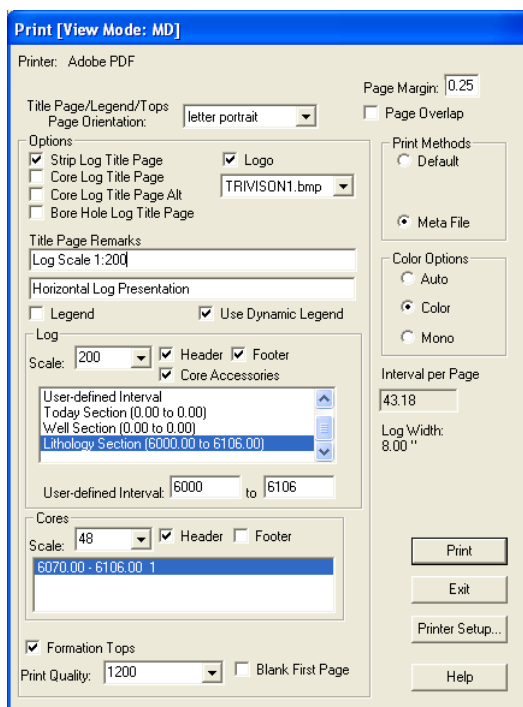 Print [View Mode: MD]
Printer: Adobe PDF
Page Margin: 0.25
Title Page/Legend/Tops
Page Orientation: letter portrait
Page Overlap
Options
Strip Log Title Page
Logo
Core Log Title Page
Core Log Title Page Alt
TRIVISON1.bmp
Bore Hole Log Title Page
Print Methods
Default
Meta File
Title Page Remarks
Log Scale 1:200
Horizontal Log Presentation
Legend
Use Dynamic Legend
Color Options
Auto
Color
Mono
Log
Scale: 200
Header
Footer
Core Accessories
User-defined Interval
Today Section (0.00 to 0.00)
Well Section (0.00 to 0.00)
Lithology Section (6000.00 to 6106.00)
User-defined Interval: 6000 to 6106
Interval per Page
43.18
Log Width:
8.00 "
Cores
Scale: 48
Header
Footer
6070.00 - 6106.00 1
Formation Tops
Print Quality: 1200
Blank First Page
Print
Exit
Printer Setup...
Help